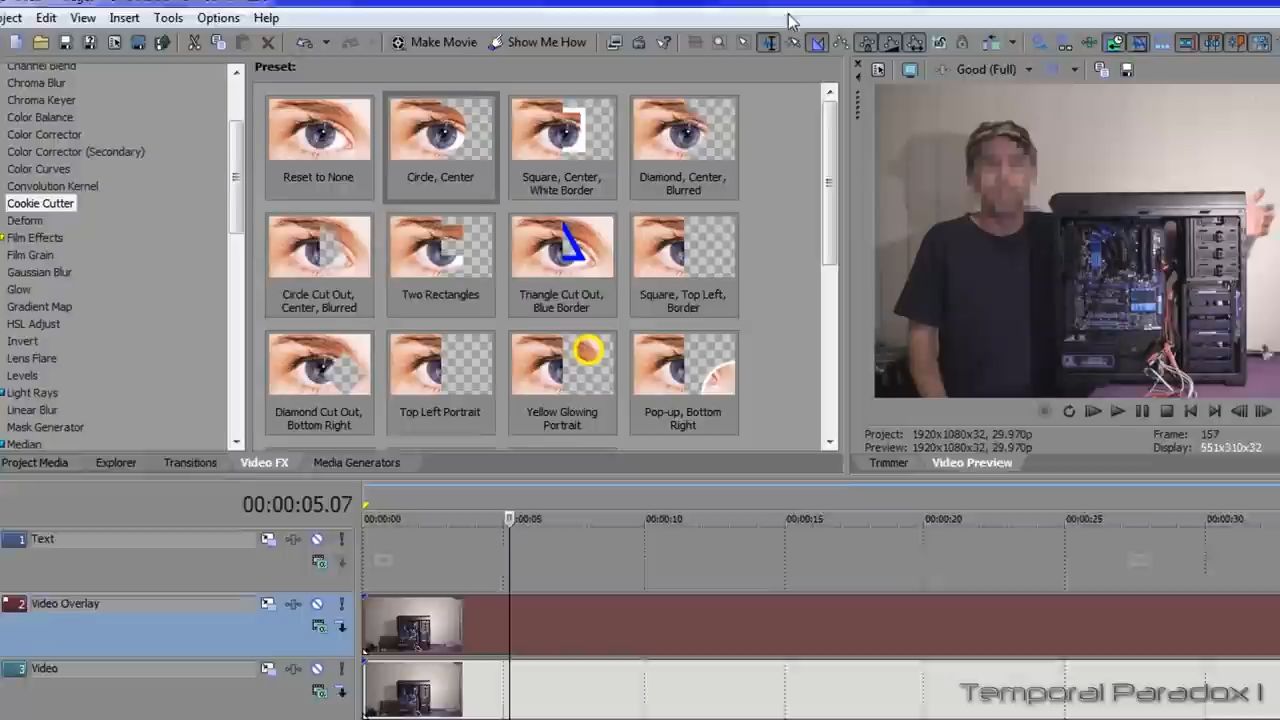 oject View Insert Tools Options Help
Make Movie Show Me How
Channel Blend
Chroma Blur
Chroma Keyer
Color Balance
Color Corrector
Color Corrector (Secondary)
Color Curves
Convolution Kernel
Cookie Cutter
Deform
Film Effects
Film Grain
Gaussian Blur
Glow
Gradient Map
HSL Adjust
Invert
Lens Flare
Levels
Light Rays
Linear Blur
Mask Generator
Median
Preset:
Reset to None
Circle, Center
Square, Center,
White Border
Diamond, Center,
Blurred
Circle Cut Out,
Center, Blurred
Two Rectangles
Triangle Cut Out,
Blue Border
Square, Top Left,
Border
Diamond Cut Out,
Bottom Right
Top Left Portrait
Yellow Glowing
Portrait
Pop-up, Bottom
Right
Good (Full)
Project: 1920x1080x32, 29.970p
Preview: 1920x1080x32, 29.970p
Frame: 157
Display: 551x310x32
Project Media Explorer Transitions Video FX Media Generators
Trimmer Video Preview
00:00:05.07
00:00:00 :00:05 00:00:10 00:00:15 00:00:20 00:00:25 00:00:30
1 Text
2 Video Overlay
3 Video
Temporal Paradox I